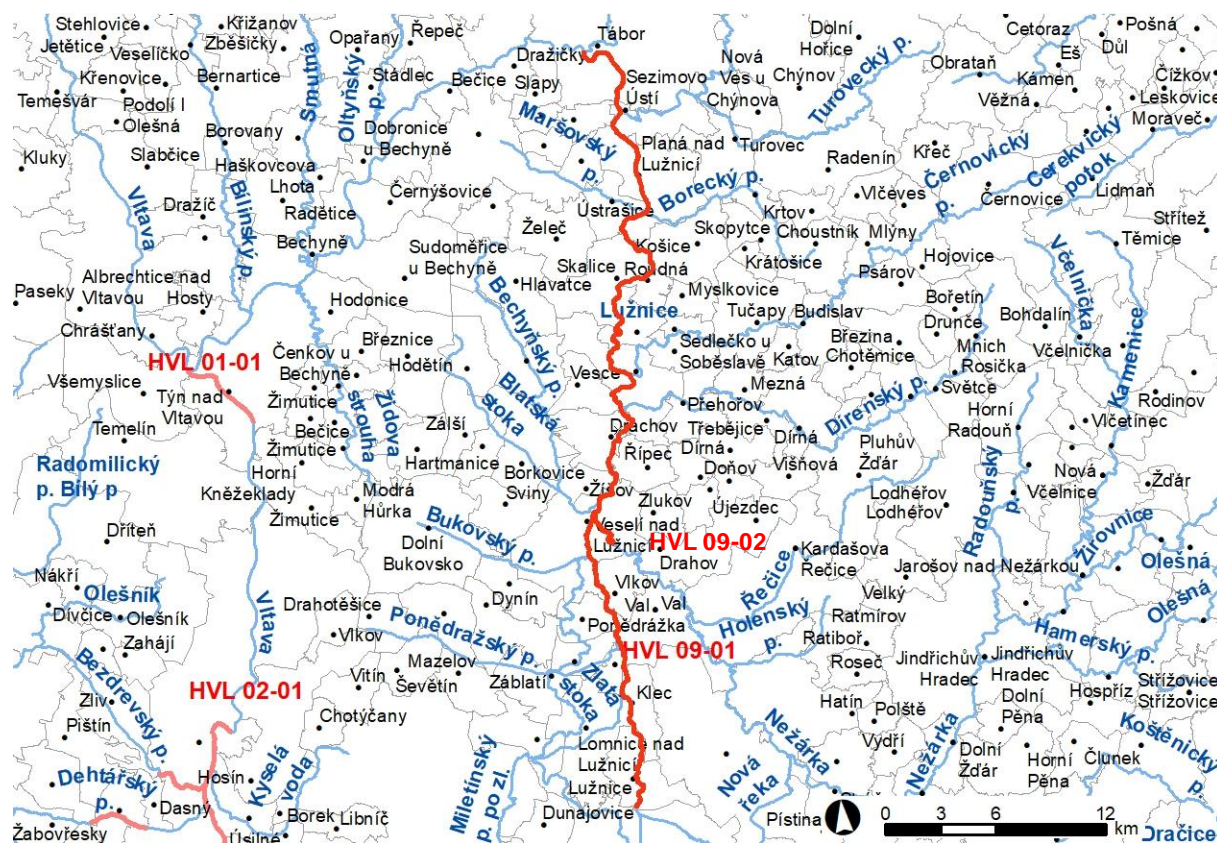 Stehlovice
Křižanov
Jetětice
Veselíčko
Zběšičky
Smutná
Opařany
Řepeč
Oltyňský
p.
Stádlec
Křenovice
Bernartice
Temešvár
Podolí I
Olešná
Borovany
Kluky
Slabčice
Haškovcova
Lhota
Dobronice
u Bechyně
Bečice
Dražičky
Slapy
Tábor
Sezimovo
Ústí
Nová
Ves u
Chýnova
Dolní
Hořice
Chýnov
Turovecký p.
Turovec
Obrataň
Cetoraz
Eš
Důl
Pošná
Kámen
Věžná
Čížkov
Leskovice
Moraveč
Maršovský
p.
Planá nad
Lužnicí
Radenín
Křeč
Černovický
p.
Cerekvický
potok
Lidmaň
Černovice
Střítež
Těmice
Vltava
Bilinský p.
Dražíč
Radětice
Bechyně
Černýšovice
Ústrašice
Borecký p.
Krtov
Vlčeves
Choustník
Mlýny
Želeč
Košice
Skopytce
Krátošice
Psárov
Hojovice
Včelnička
Albrechtice nad
Vltavou
Hosty
Paseky
Chrášťany
Sudoměřice
u Bechyně
Hlavatce
Skalice
Roudná
Myslkovice
Hodonice
Bechyňský p.
Lužnice
Tučapy
Budislav
Bořetín
Drunče
Bohdalín
Včelnička
Kamenice
HVL 01-01
Březnice
Hodětín
Sedlečko u
Soběslavě
Katov
Březina
Chotěmice
Mnich
Rosička
Světce
Všemyslice
Týn nad
Vltavou
Čenkov u
Bechyně
Žimutice
Bečice
Žimutice
Židova
strouha
Vesce
Mezná
Dírenský p.
Rodinov
Vlčetínec
Temelín
Blatská
stoka
Zálší
Hartmanice
Drachov
Přehořov
Třebějice
Dírná
Dírná
Višňová
Pluhův
Žďár
Horní
Radouň
Radouňský
p.
Radomilický
p. Bílý p
Horní
Kněžeklady
Žimutice
Modrá
Hůrka
Borkovice
Sviny
Řípec
Doňov
Žíšov
Zlukov
Újezdec
Lodhéřov
Lodhéřov
Nová
Včelnice
Žďár
Dříteň
Bukovský p.
Dolní
Bukovsko
Veselí nad
Lužnicí
HVL 09-02
Drahov
Kardašova
Řečice
Řečice
Jarošov nad Nežárkou
Žirovnice
Olešná
Olešná
Nákří
Olešník
Dívčice
Olešník
Zahájí
Vltava
Drahotěšice
Vlkov
Dynín
Vlkov
Val
Val
Ponědrážka
Holenský
p.
Velký
Ratmírov
Ratiboř
Roseč
Hamerský p.
Ponědražský p.
Záblatí
Zlatá
stoka
HVL 09-01
Klec
Bezdrevský p.
Zliv
Pištín
HVL 02-01
Vitín
Mazelov
Ševětín
Chotýčany
Jindřichův
Hradec
Jindřichův
Hradec
Dolní
Pěna
Hospříz
Střížovice
Střížovice
Hatín
Polště
Vydří
Nežárka
Nežárka
Dolní
Žďár
Horní
Pěna
Člunek
Koštěnický
p.
Dehtářský
p.
Hosín
Dasný
Kyselá
voda
Borek
Libníč
Úsilné
Žabovřesky
Miletínský
p. po zl.
Lomnice nad
Lužnicí
Lužnice
Dunajovice
Nová
řeka
Pístina
Dračice
0 3 6 12
km